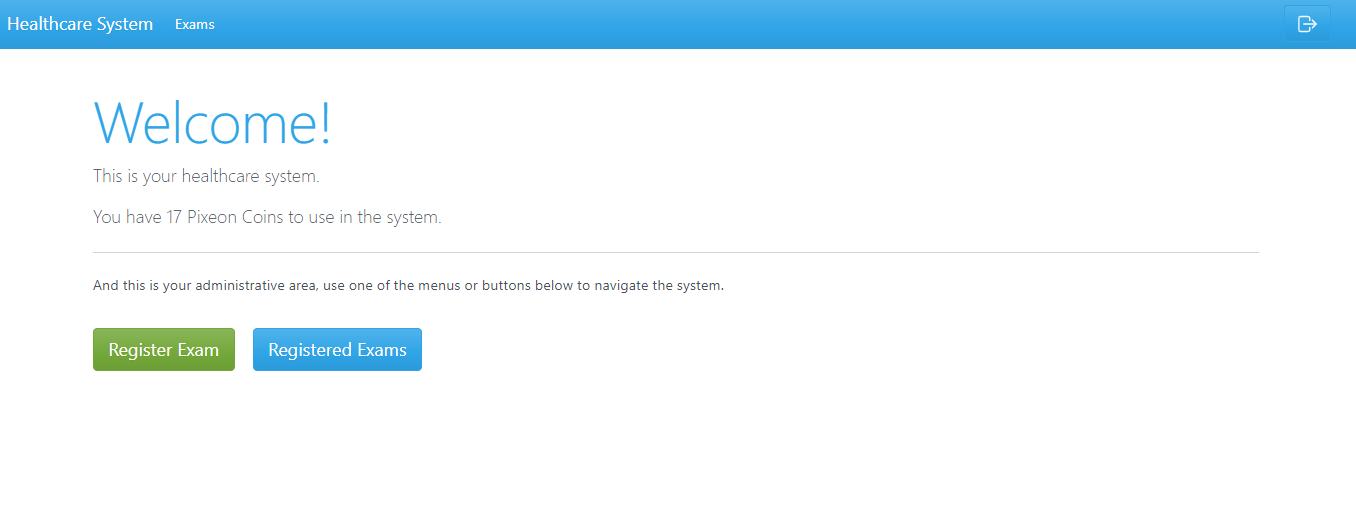 Healthcare System Exams
Welcome!
This is your healthcare system.
You have 17 Pixeon Coins to use in the system.
And this is your administrative area, use one of the menus or buttons below to navigate the system.
Register Exam Registered Exams